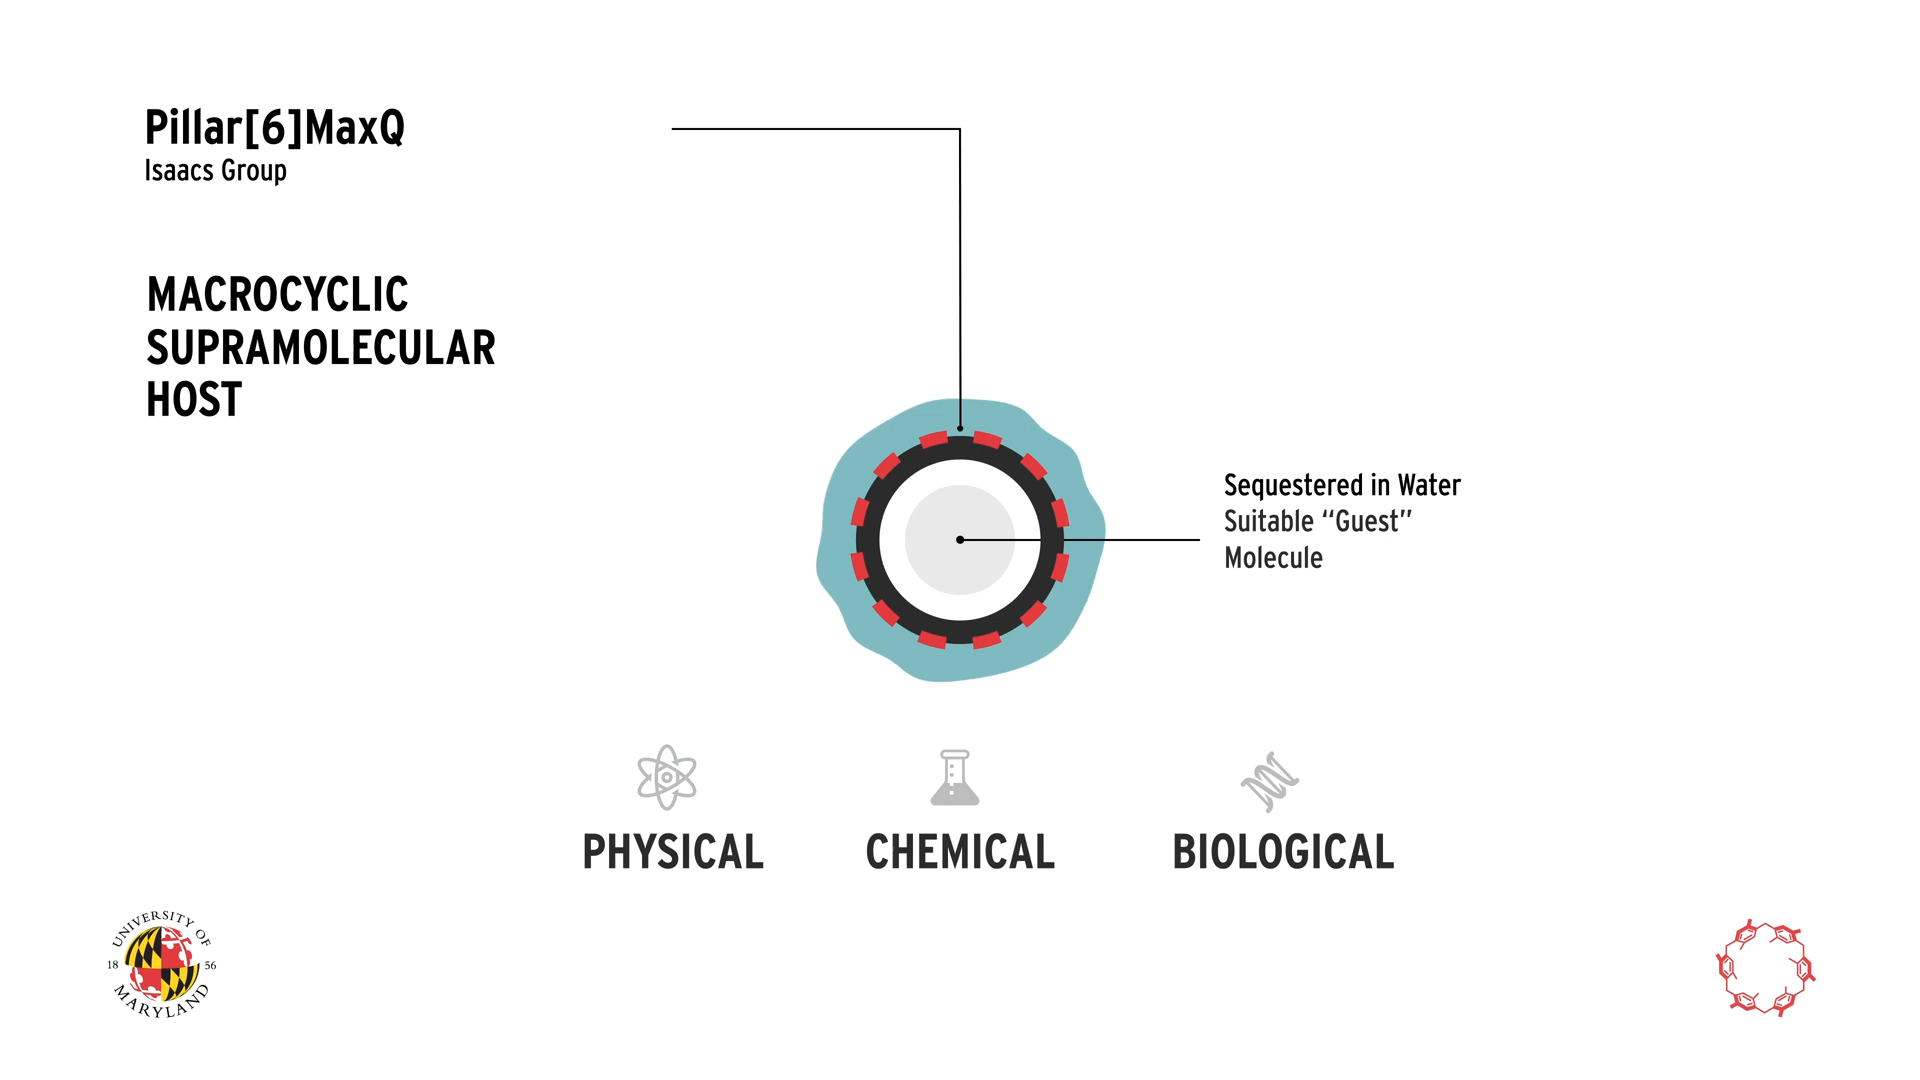 Pillar[6]MaxQ
Isaacs Group
MACROCYCLIC
SUPRAMOLECULAR
HOST
Sequestered in Water
Suitable “Guest”
Molecule
PHYSICAL
CHEMICAL
BIOLOGICAL
UNIVERSITY OF
18 56
MARYLAND